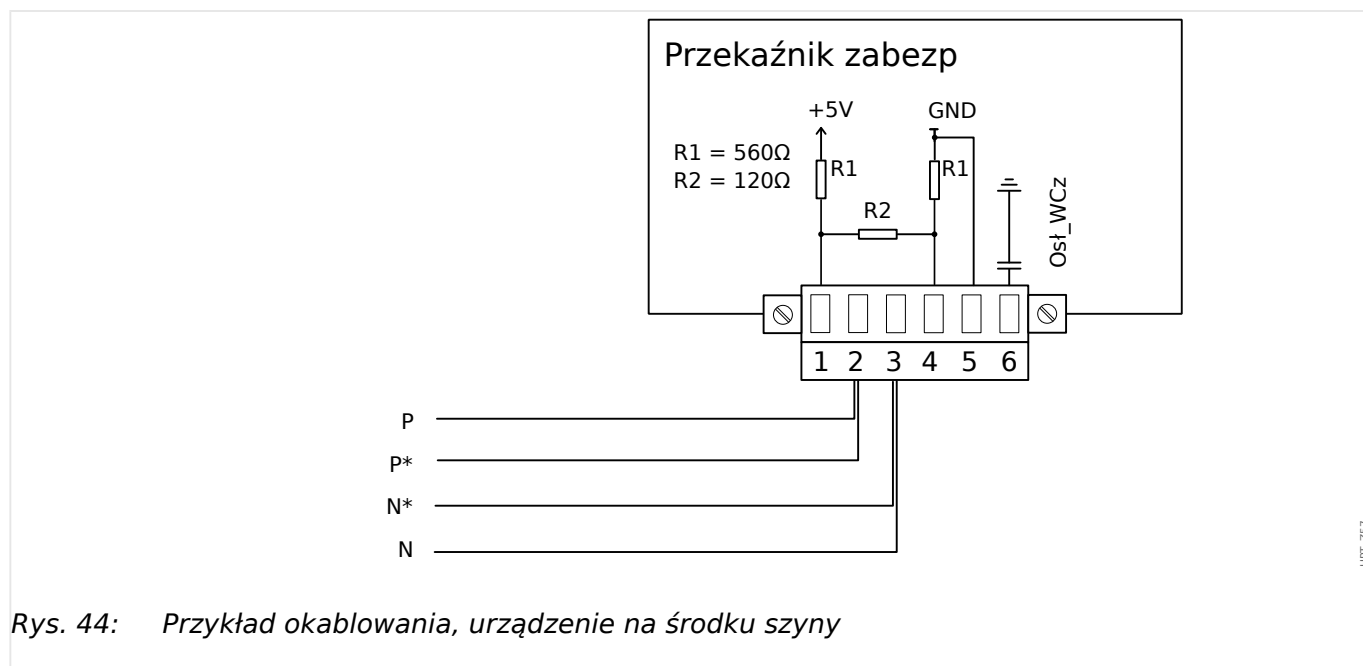 Przekaźnik zabezp
+5V
GND
R1 = 560Ω
R2 = 120Ω
R1
R1
R2
Osł_WCz
1 2 3 4 5 6
P
P*
N*
N
Rys. 44: Przykład okablowania, urządzenie na środku szyny